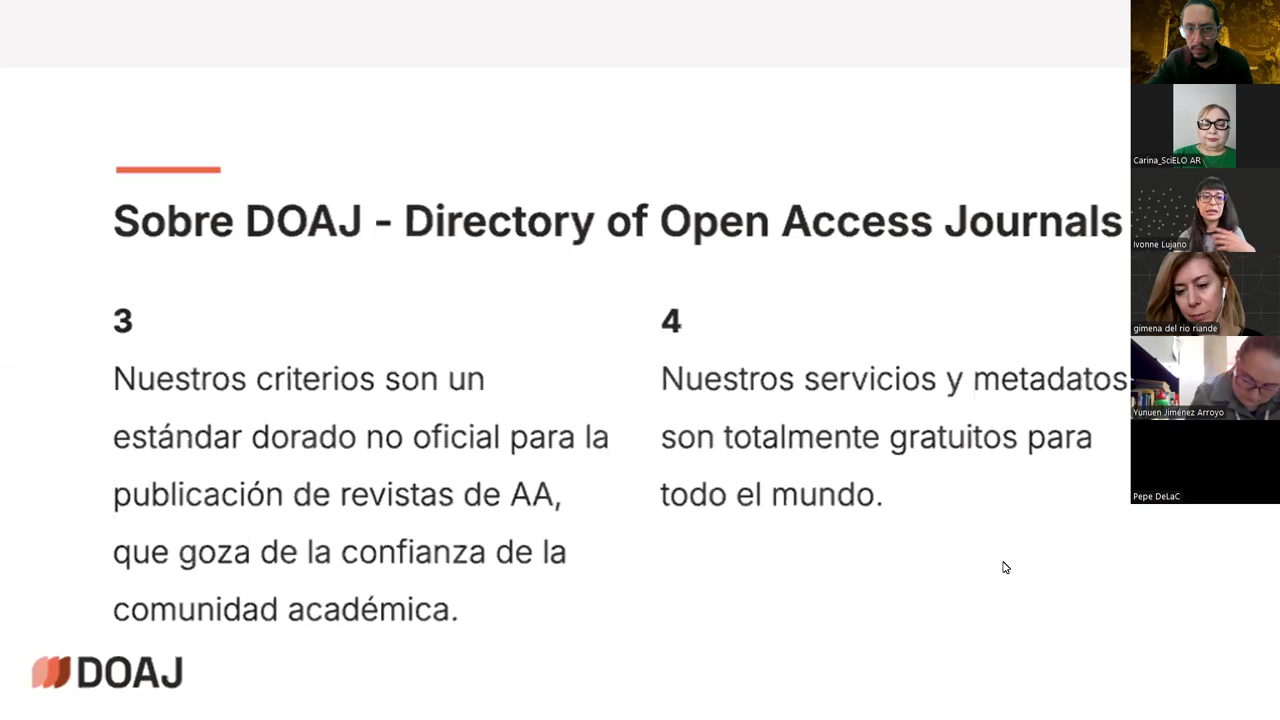 Sobre DOAJ - Directory of Open Access Journals
3
Nuestros criterios son un
estándar dorado no oficial para la
publicación de revistas de AA,
que goza de la confianza de la
comunidad académica.
4
Nuestros servicios y metadatos
son totalmente gratuitos para
todo el mundo.
DOAJ
Carina_SciELO AR
Ivonne Lujano
gimena del rio riande
Yunuen Jiménez Arroyo
Pepe DeLaC